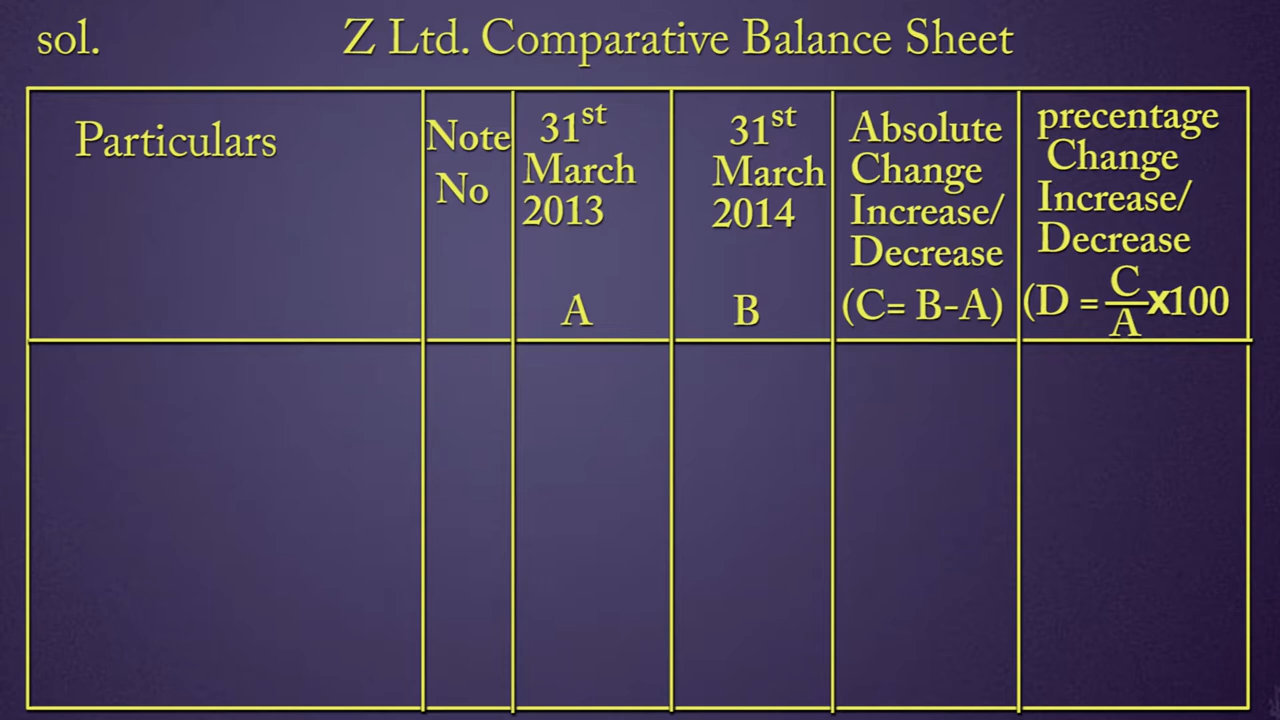 sol.
Z Ltd. Comparative Balance Sheet
Particulars
Note
No
31st
March
2013
A
31st
March
2014
B
Absolute
Change
Increase/
Decrease
(C= B-A)
precentage
Change
Increase/
Decrease
(D = C/A x100